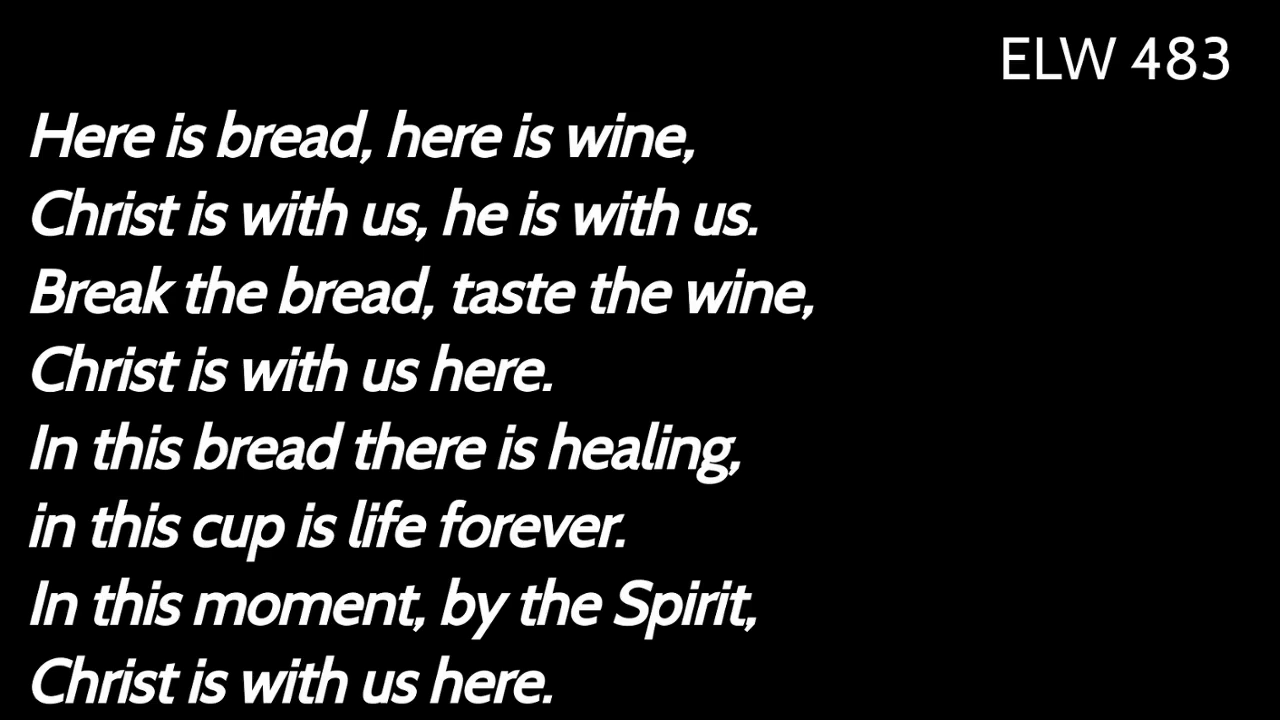 ELW 483
Here is bread, here is wine,
Christ is with us, he is with us.
Break the bread, taste the wine,
Christ is with us here.
In this bread there is healing,
in this cup is life forever.
In this moment, by the Spirit,
Christ is with us here.